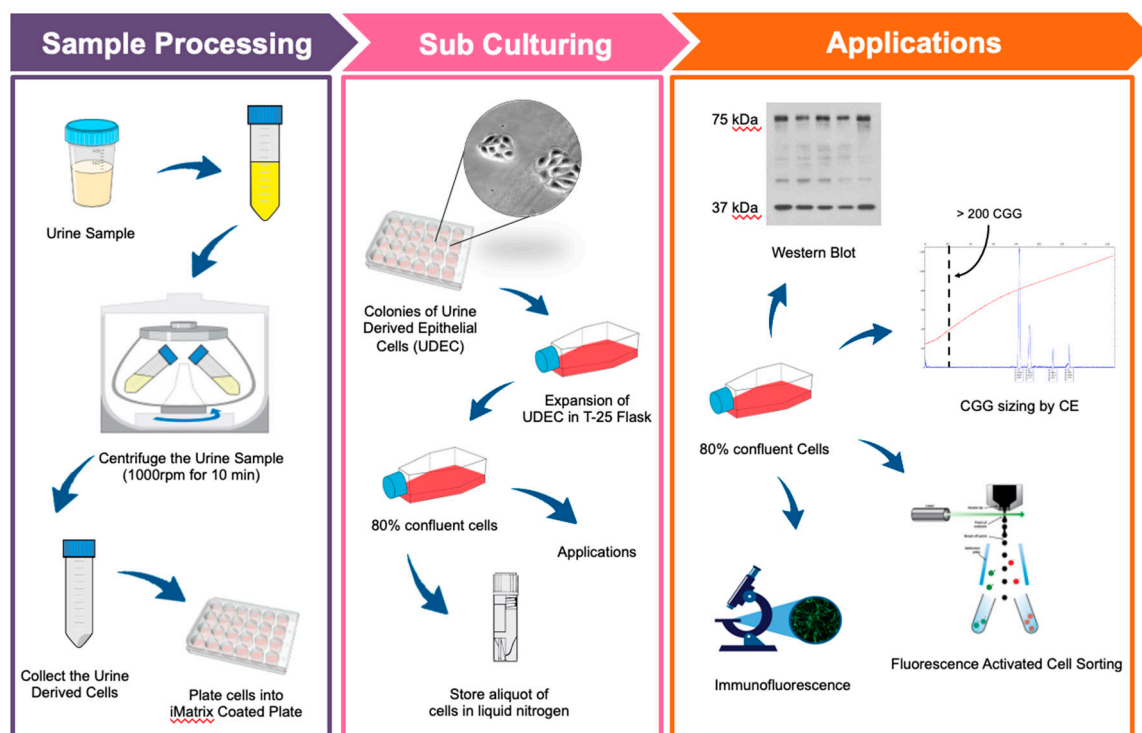 Sample Processing
Sub Culturing
Applications
Urine Sample
Centrifuge the Urine Sample
(1000rpm for 10 min)
Collect the Urine
Derived Cells
Plate cells into
iMatrix Coated Plate
Colonies of Urine
Derived Epithelial
Cells (UDEC)
Expansion of
UDEC in T-25 Flask
80% confluent cells
Applications
Store aliquot of
cells in liquid nitrogen
75 kDa
37 kDa
Western Blot
> 200 CGG
CGG sizing by CE
80% confluent Cells
Immunofluorescence
Fluorescence Activated Cell Sorting